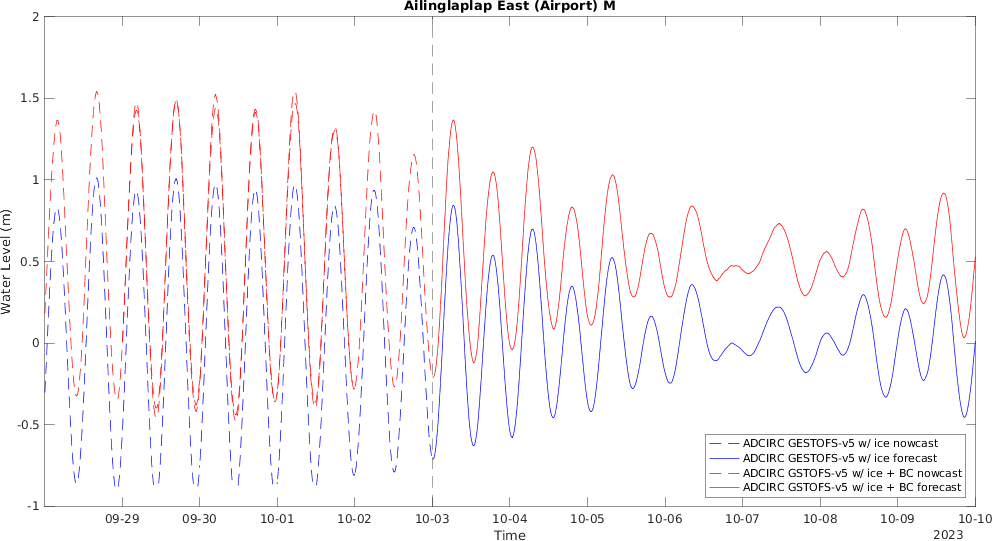 Ailinglaplap East (Airport) M
2
1.5
1
0.5
0
-0.5
-1
Water Level (m)
ADCIRC GESTOFS-v5 w/ ice nowcast
ADCIRC GESTOFS-v5 w/ ice forecast
ADCIRC GSTOFS-v5 w/ ice + BC nowcast
ADCIRC GSTOFS-v5 w/ ice + BC forecast
09-29 09-30 10-01 10-02 10-03 10-04 10-05 10-06 10-07 10-08 10-09 10-10
Time
2023